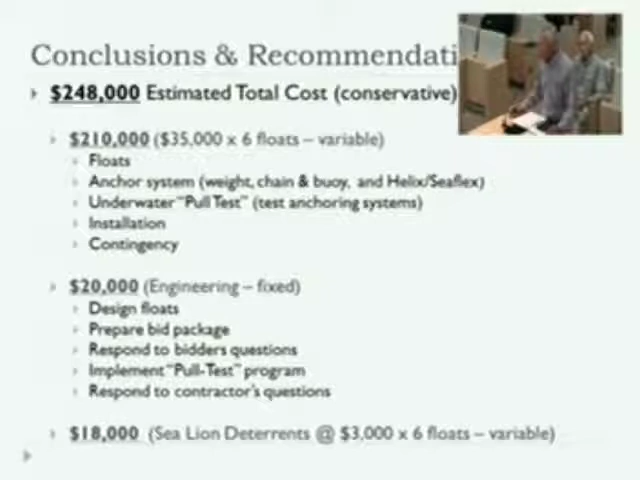 Conclusions & Recommendati
$248,000 Estimated Total Cost (conservative)
$210,000 ($35,000 x 6 floats – variable)
Floats
Anchor system (weight, chain & buoy, and Helix/Seaflex)
Underwater "Pull Test" (test anchoring systems)
Installation
Contingency
$20,000 (Engineering – fixed)
Design floats
Prepare bid package
Respond to bidders questions
Implement "Pull-Test" program
Respond to contractor's questions
$18,000 (Sea Lion Deterrents @ $3,000 x 6 floats – variable)